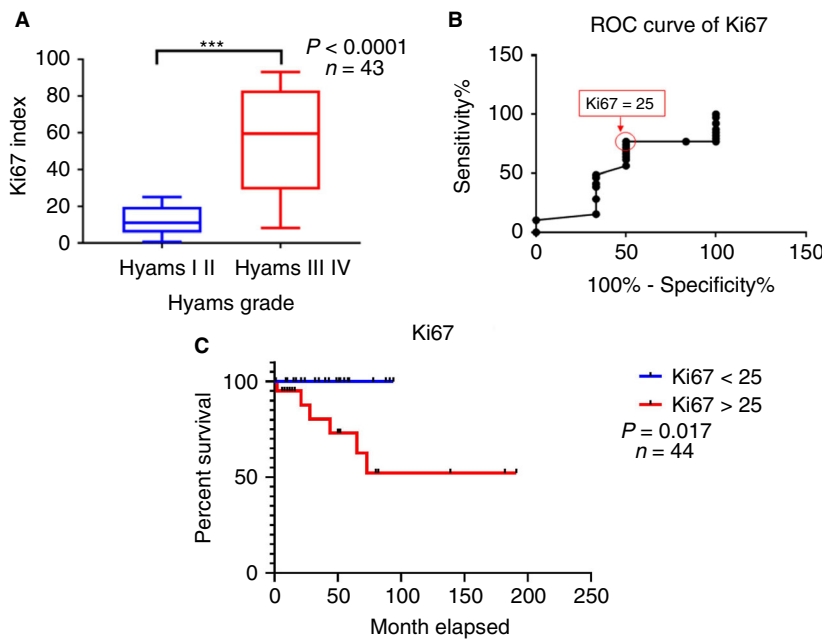 A
***
P < 0.0001
n = 43
Ki67 index
100
80
60
40
20
0
Hyams I II
Hyams III IV
Hyams grade
B
ROC curve of Ki67
Ki67 = 25
Sensitivity%
150
100
50
0
0
50
100
150
100% - Specificity%
C
Ki67
Percent survival
100
50
0
0
50
100
150
200
250
Month elapsed
Ki67 < 25
Ki67 > 25
P = 0.017
n = 44